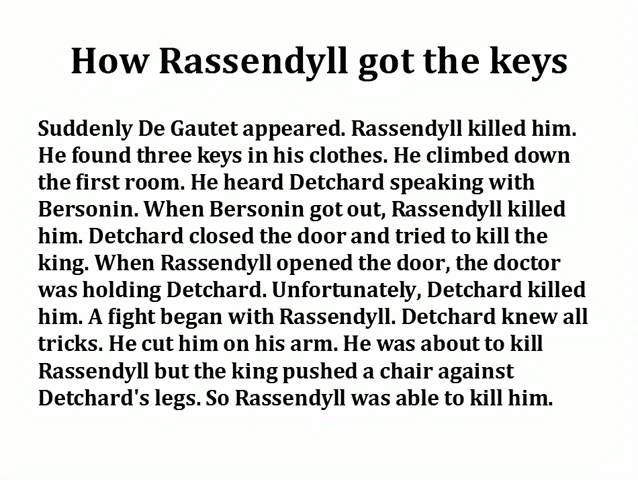 How Rassendyll got the keys
Suddenly De Gautet appeared. Rassendyll killed him.
He found three keys in his clothes. He climbed down
the first room. He heard Detchard speaking with
Bersonin. When Bersonin got out, Rassendyll killed
him. Detchard closed the door and tried to kill the
king. When Rassendyll opened the door, the doctor
was holding Detchard. Unfortunately, Detchard killed
him. A fight began with Rassendyll. Detchard knew all
tricks. He cut him on his arm. He was about to kill
Rassendyll but the king pushed a chair against
Detchard's legs. So Rassendyll was able to kill him.